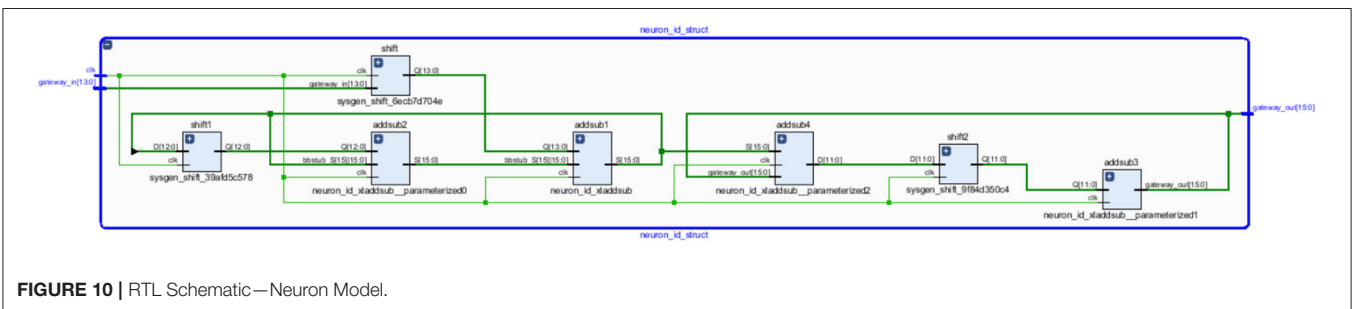 neuron_id_struct
shift
clk
gateway_in[13:0]
clk
gateway_in[13:0]
Q[13:0]
sysgen_shift_6ecb7d704e
gateway_out[15:0]
shift1
D[12:0]
clk
Q[12:0]
sysgen_shift_39afd5c578
addsub2
Q[12:0]
bbstub_S[15][15:0]
clk
S[15:0]
neuron_id_xladdsub__parameterized0
addsub1
Q[13:0]
bbstub_S[15][15:0]
clk
S[15:0]
neuron_id_xladdsub
addsub4
S[15:0]
clk
gateway_out[15:0]
D[11:0]
neuron_id_xladdsub__parameterized2
shift2
D[11:0]
clk
Q[11:0]
sysgen_shift_9f84d350c4
addsub3
Q[11:0]
clk
gateway_out[15:0]
neuron_id_xladdsub__parameterized1
neuron_id_struct
FIGURE 10 | RTL Schematic—Neuron Model.